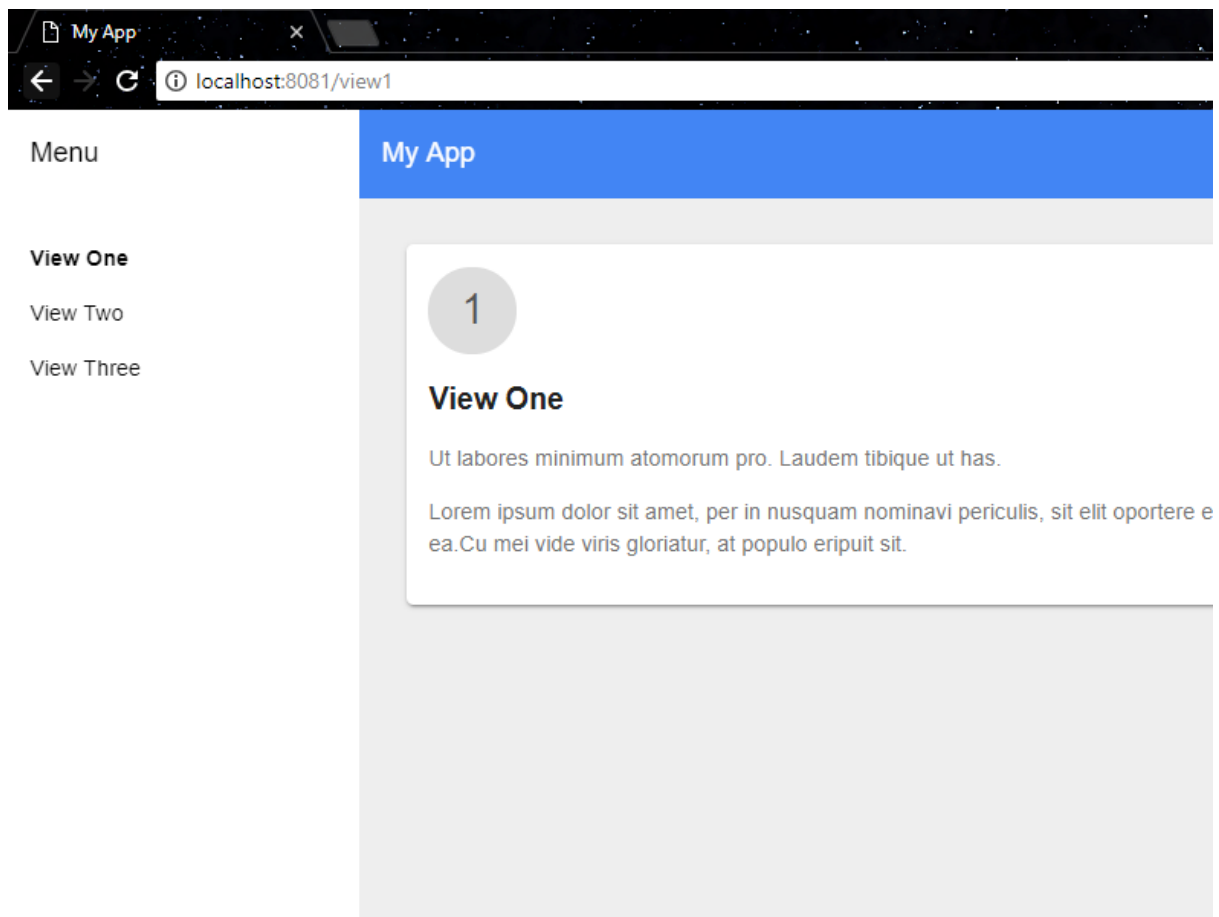 My App
localhost:8081/view1
Menu
My App
View One
View Two
View Three
1
View One
Ut labores minimum atomorum pro. Laudem tibique ut has.
Lorem ipsum dolor sit amet, per in nusquam nominavi periculis, sit elit oportere e
ea.Cu mei vide viris gloriatur, at populo eripuit sit.